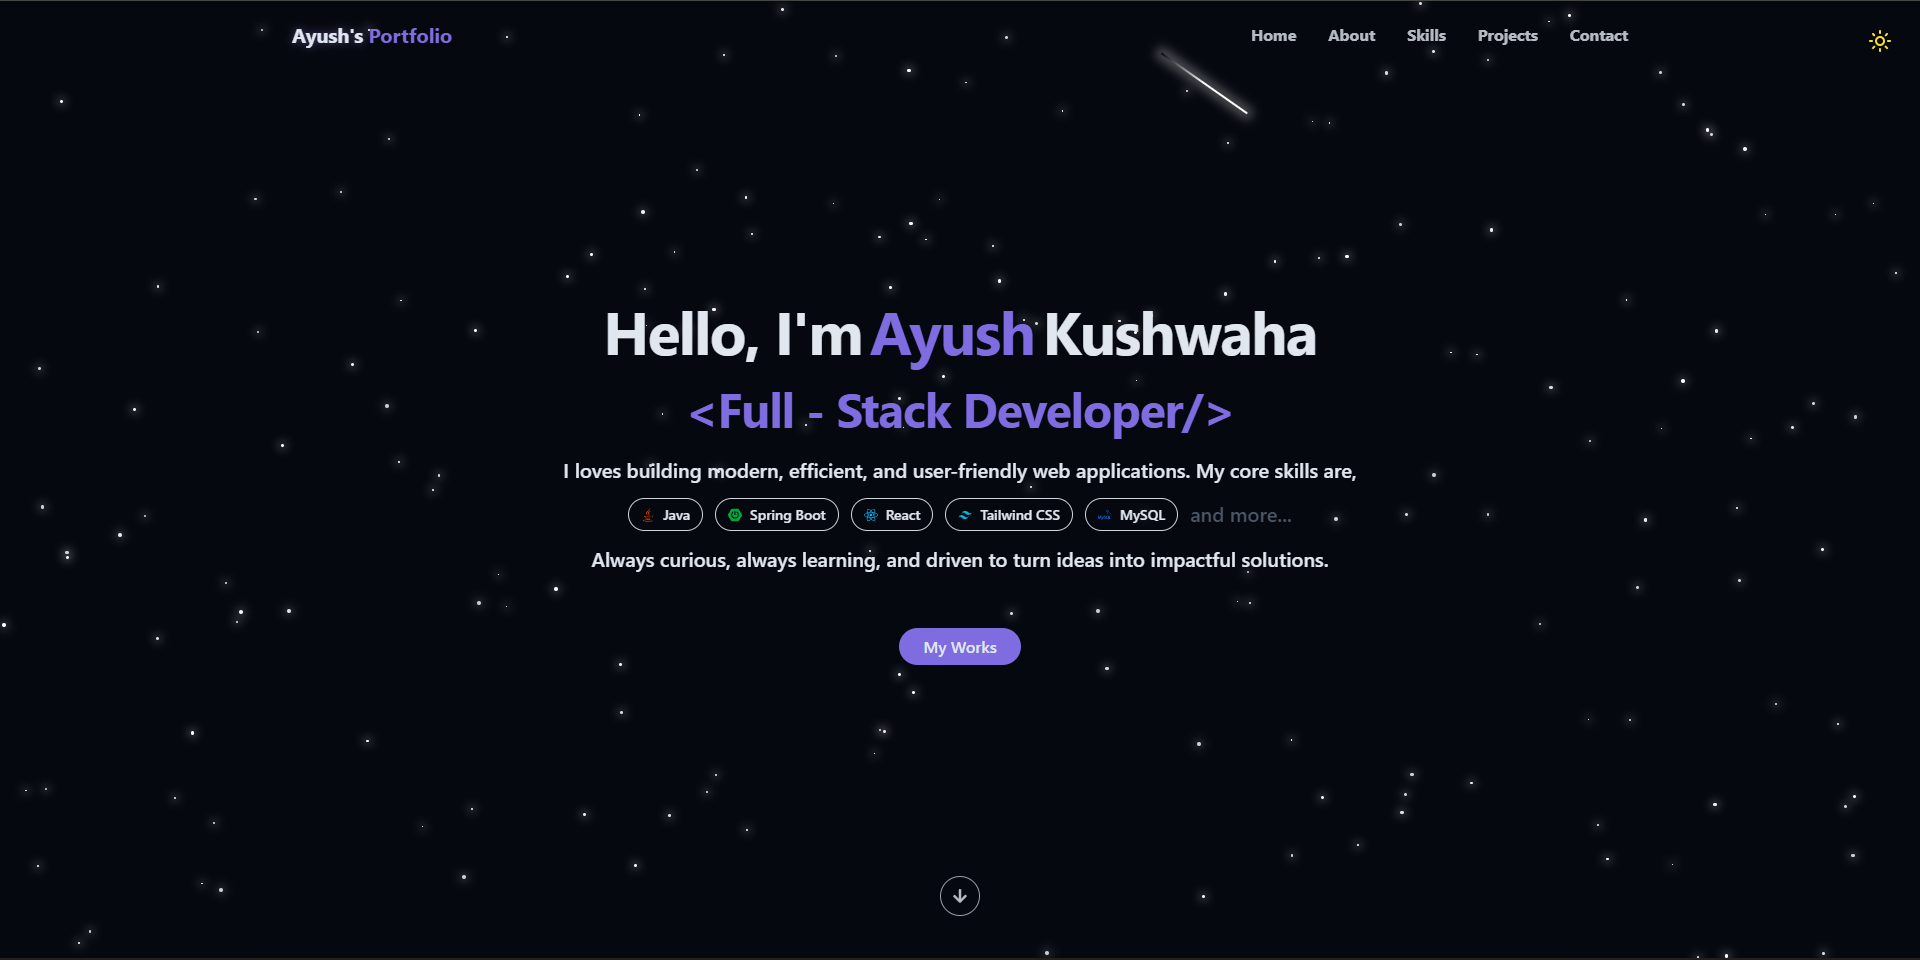 Ayush's Portfolio
Home About Skills Projects Contact
Hello, I'm Ayush Kushwaha
<Full - Stack Developer/>
I loves building modern, efficient, and user-friendly web applications. My core skills are,
Java Spring Boot React Tailwind CSS MySQL and more...
Always curious, always learning, and driven to turn ideas into impactful solutions.
My Works